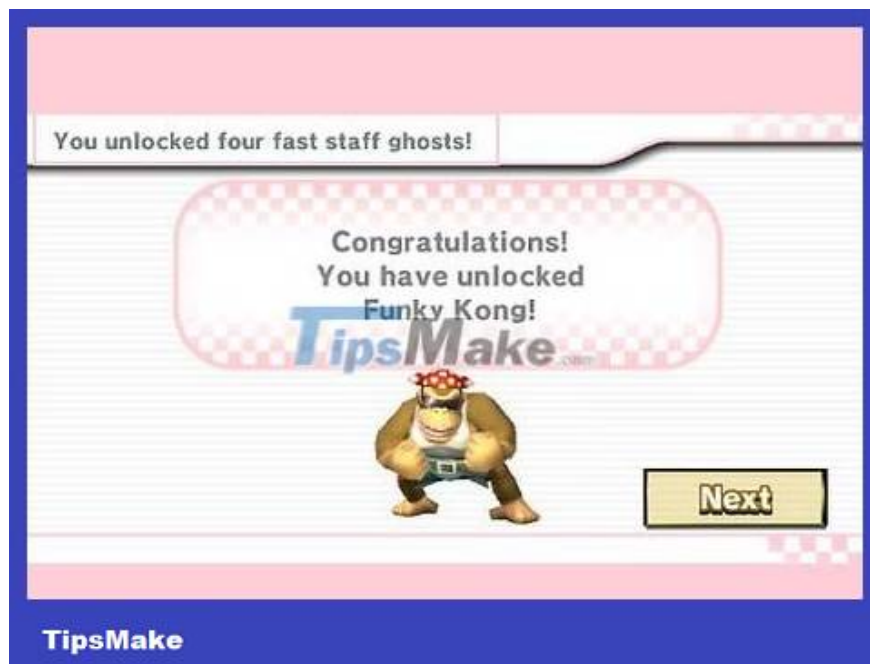 You unlocked four fast staff ghosts!
Congratulations!
You have unlocked
Funky Kong!
TipsMake.com
Next
TipsMake